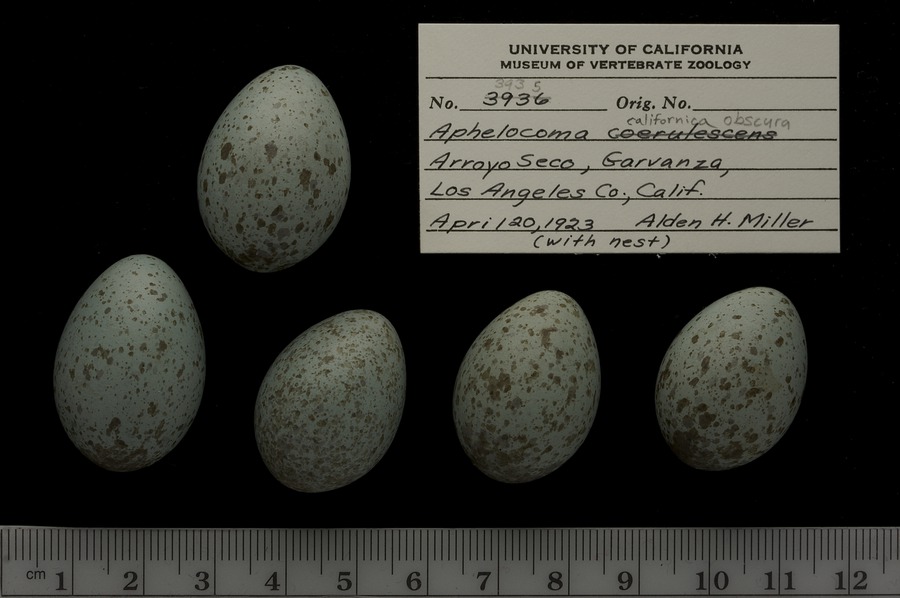 UNIVERSITY OF CALIFORNIA
MUSEUM OF VERTEBRATE ZOOLOGY
3935
No. 3936 Orig. No.
californica obscura
Aphelocoma coerulescens
Arroyo Seco, Garvanza,
Los Angeles Co., Calif.
April 20, 1923 Alden H. Miller
(with nest)
cm 1 2 3 4 5 6 7 8 9 10 11 12